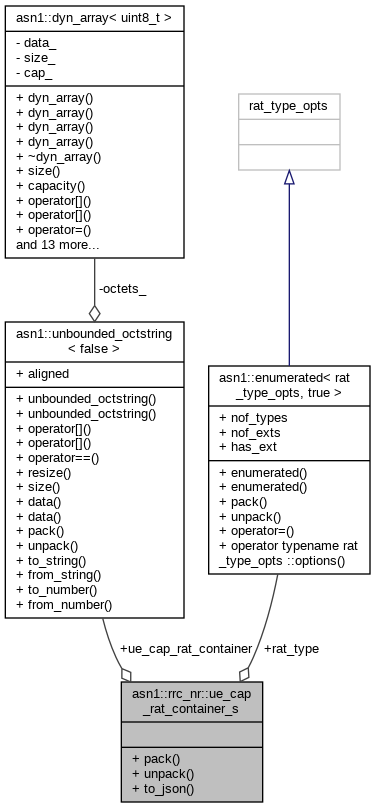 asn1::dyn_array< uint8_t >
- data_
- size_
- cap_
+ dyn_array()
+ dyn_array()
+ dyn_array()
+ dyn_array()
+ ~dyn_array()
+ size()
+ capacity()
+ operator[]()
+ operator[]()
+ operator=()
and 13 more...
rat_type_opts
-octets_
asn1::unbounded_octstring
< false >
+ aligned
+ unbounded_octstring()
+ unbounded_octstring()
+ operator[]()
+ operator[]()
+ operator==()
+ resize()
+ size()
+ data()
+ data()
+ pack()
+ unpack()
+ to_string()
+ from_string()
+ to_number()
+ from_number()
asn1::enumerated< rat
_type_opts, true >
+ nof_types
+ nof_exts
+ has_ext
+ enumerated()
+ enumerated()
+ pack()
+ unpack()
+ operator=()
+ operator typename rat
_type_opts ::options()
+ue_cap_rat_container
+rat_type
asn1::rrc_nr::ue_cap
_rat_container_s
+ pack()
+ unpack()
+ to_json()